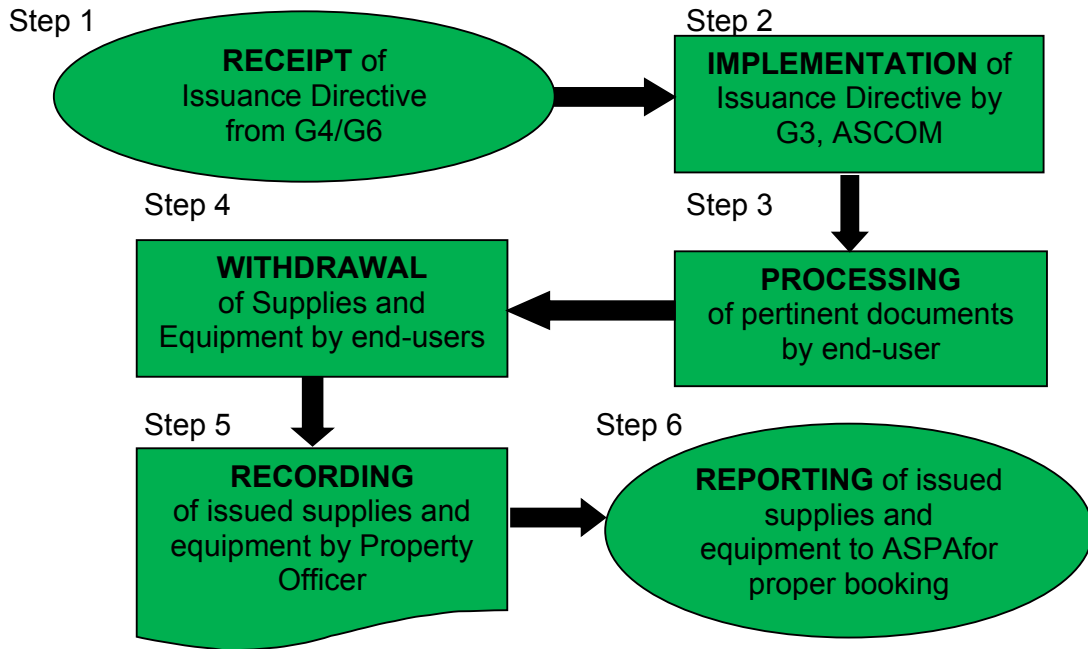 Step 1
RECEIPT of
Issuance Directive
from G4/G6
Step 2
IMPLEMENTATION of
Issuance Directive by
G3, ASCOM
Step 3
PROCESSING
of pertinent documents
by end-user
Step 4
WITHDRAWAL
of Supplies and
Equipment by end-users
Step 5
RECORDING
of issued supplies and
equipment by Property
Officer
Step 6
REPORTING of issued
supplies and
equipment to ASPAfor
proper booking